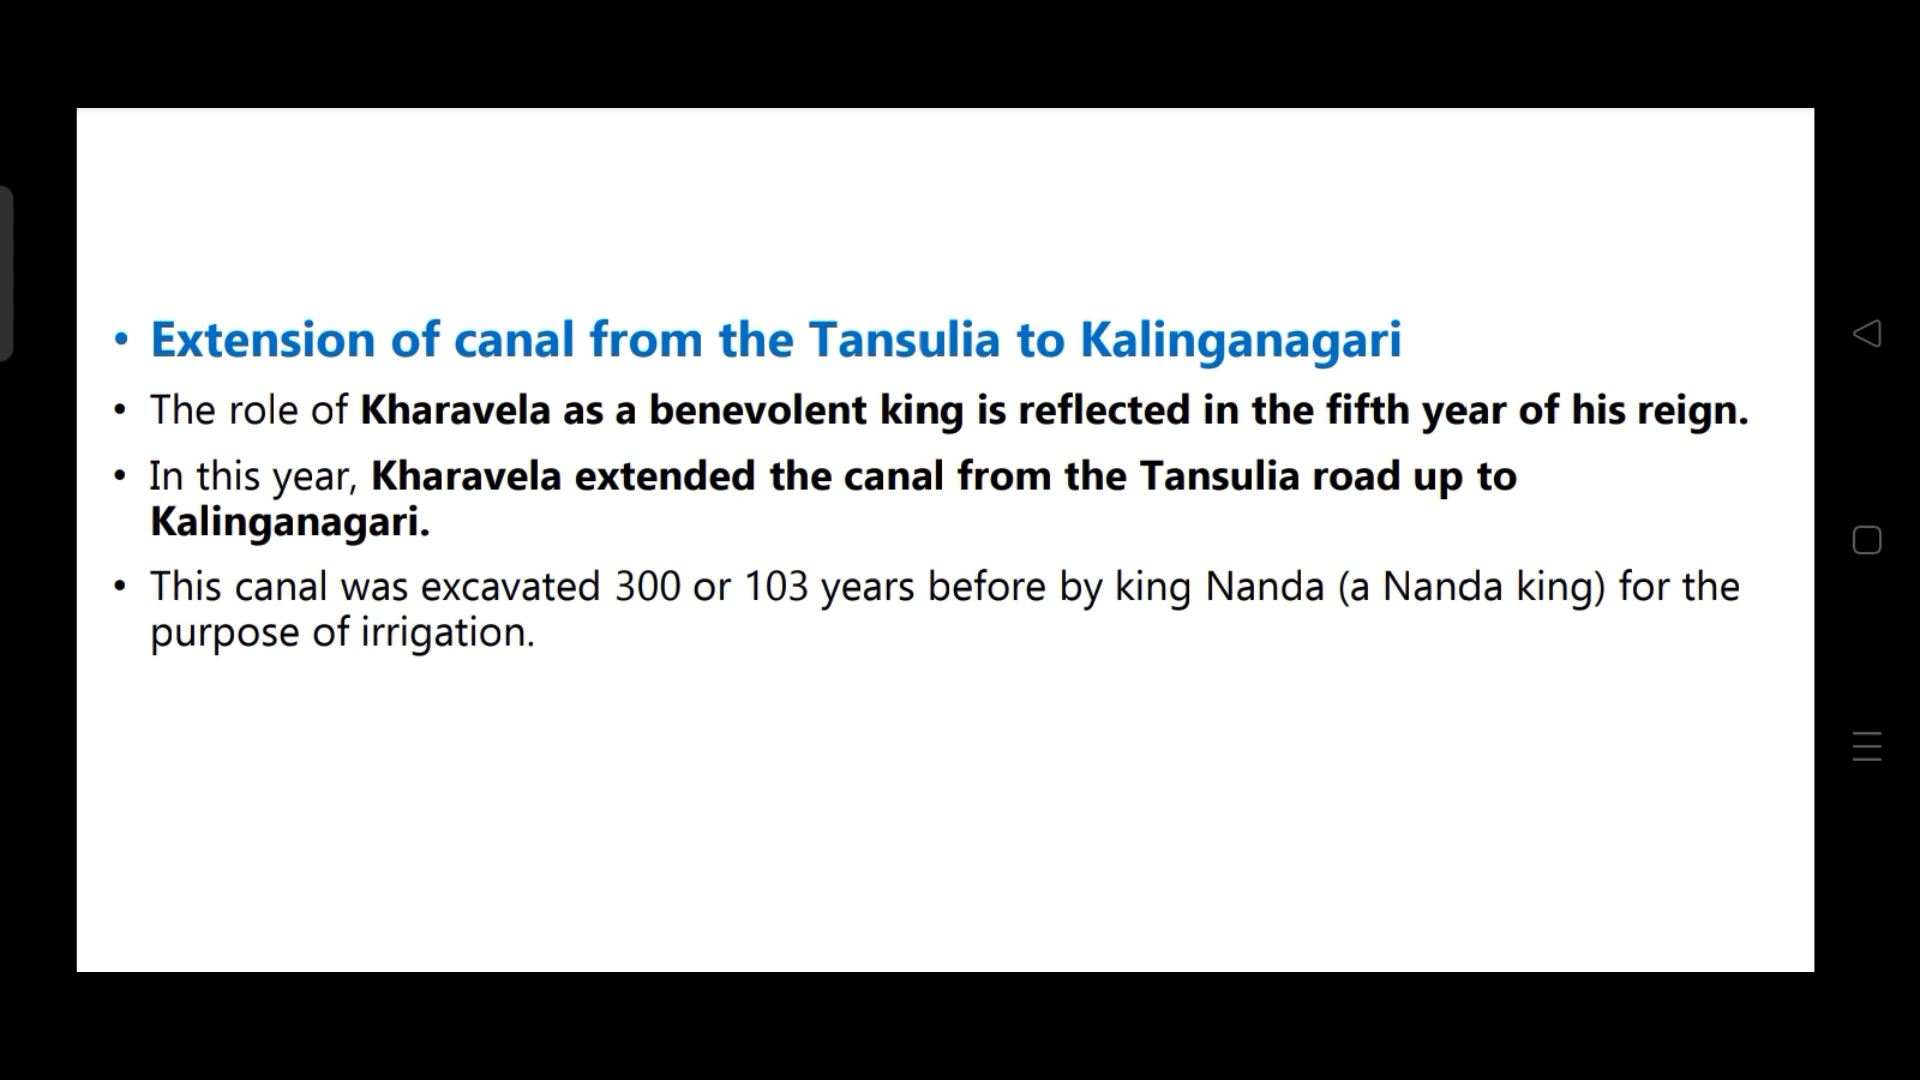 • Extension of canal from the Tansulia to Kalinganagari
• The role of Kharavela as a benevolent king is reflected in the fifth year of his reign.
• In this year, Kharavela extended the canal from the Tansulia road up to
Kalinganagari.
• This canal was excavated 300 or 103 years before by king Nanda (a Nanda king) for the
purpose of irrigation.